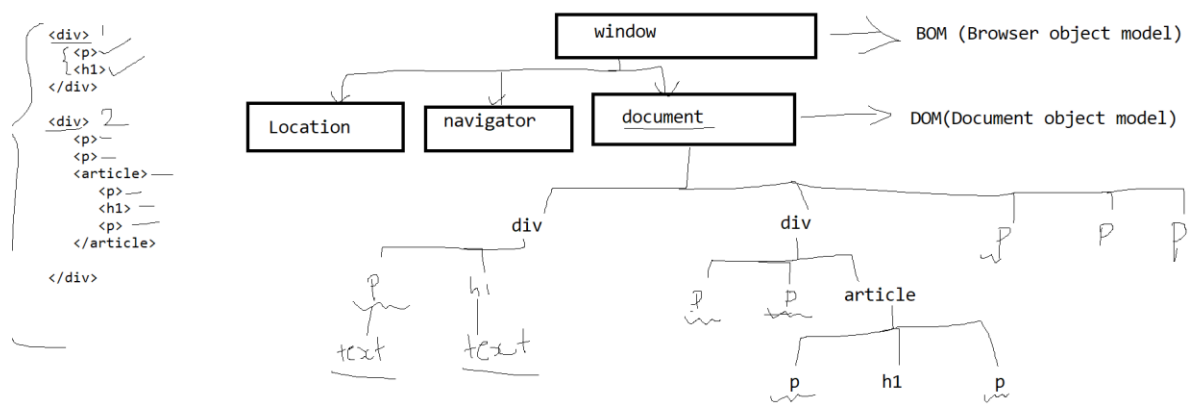 <div> 1
<p>
<h1>
</div>
<div> 2
<p>
<p>
<article>
<p>
<h1>
<p>
</article>
</div>
window
BOM (Browser object model)
Location
navigator
document
DOM(Document object model)
div
div
P
P
P
P
h1
P
P
article
text
text
p
h1
p